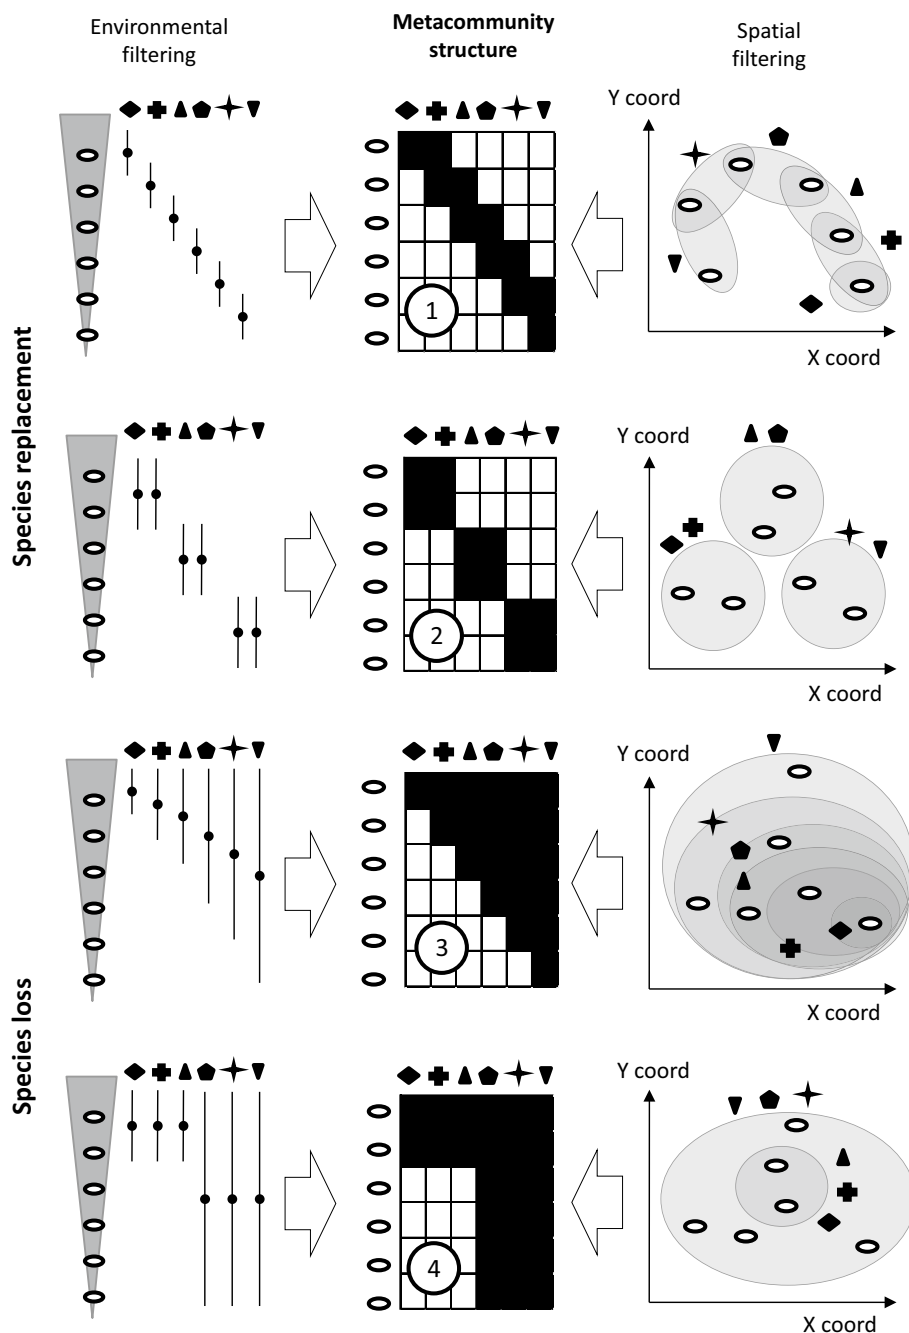 Environmental
filtering
Metacommunity
structure
Spatial
filtering
Y coord
1
X coord
Species replacement
Y coord
2
X coord
Y coord
3
X coord
Species loss
Y coord
4
X coord